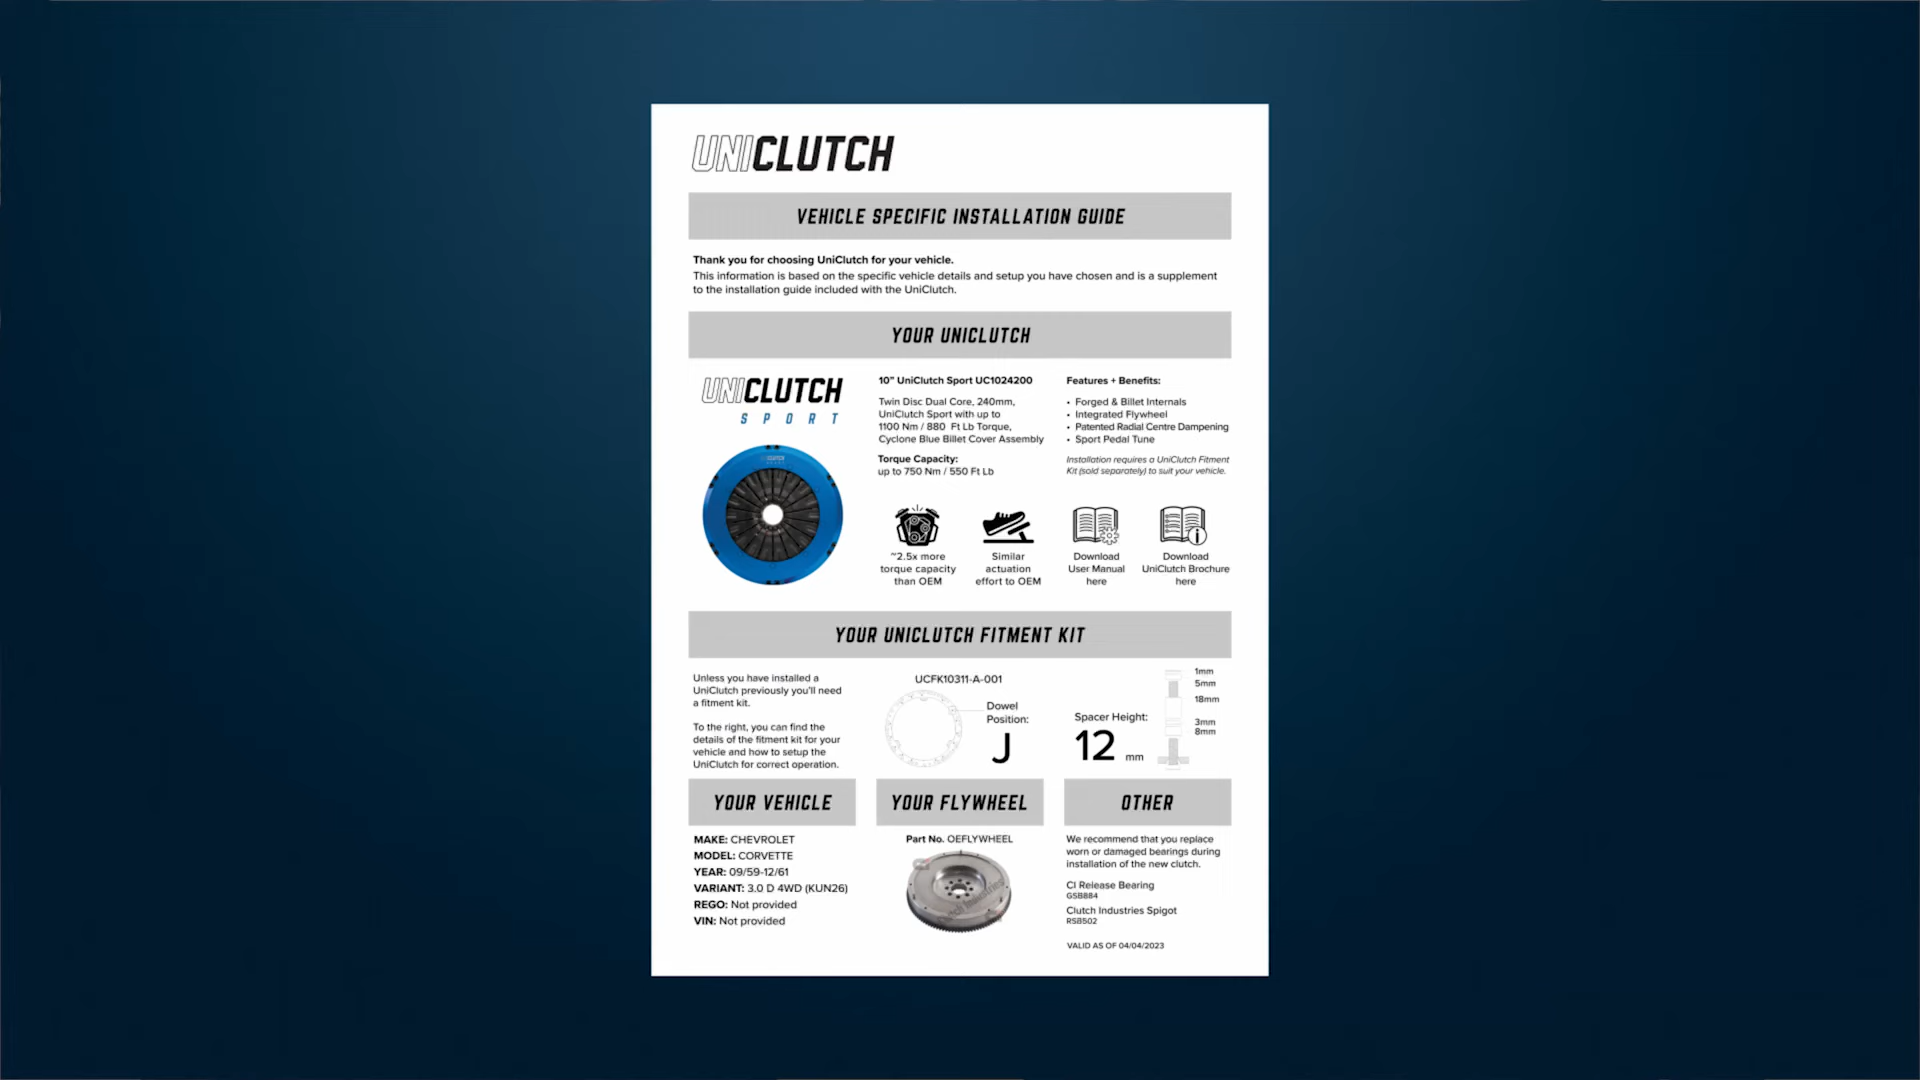 UNICLUTCH
VEHICLE SPECIFIC INSTALLATION GUIDE
Thank you for choosing UniClutch for your vehicle.
This information is based on the specific vehicle details and setup you have chosen and is a supplement
to the installation guide included with the UniClutch.
YOUR UNICLUTCH
UNICLUTCH
SPORT
10" UniClutch Sport UC1024200
Twin Disc Dual Core, 240mm,
UniClutch Sport with up to
1100 Nm / 880 Ft Lb Torque,
Cyclone Blue Billet Cover Assembly
Torque Capacity:
up to 750 Nm / 550 Ft Lb
Features + Benefits:
• Forged & Billet Internals
• Integrated Flywheel
• Patented Radial Centre Dampening
• Sport Pedal Tune
Installation requires a UniClutch Fitment
Kit (sold separately) to suit your vehicle.
~2.5x more
torque capacity
than OEM
Similar
actuation
effort to OEM
Download
User Manual
here
Download
UniClutch Brochure
here
YOUR UNICLUTCH FITMENT KIT
Unless you have installed a
UniClutch previously you'll need
a fitment kit.
To the right, you can find the
details of the fitment kit for your
vehicle and how to setup the
UniClutch for correct operation.
UCFK10311-A-001
Dowel
Position:
J
Spacer Height:
12 mm
1mm
5mm
18mm
3mm
8mm
YOUR VEHICLE
MAKE: CHEVROLET
MODEL: CORVETTE
YEAR: 09/59-12/61
VARIANT: 3.0 D 4WD (KUN26)
REGO: Not provided
VIN: Not provided
YOUR FLYWHEEL
Part No. OEFLYWHEEL
Clutch Industries
OTHER
We recommend that you replace
worn or damaged bearings during
installation of the new clutch.
CI Release Bearing
GSB884
Clutch Industries Spigot
RSB502
VALID AS OF 04/04/2023